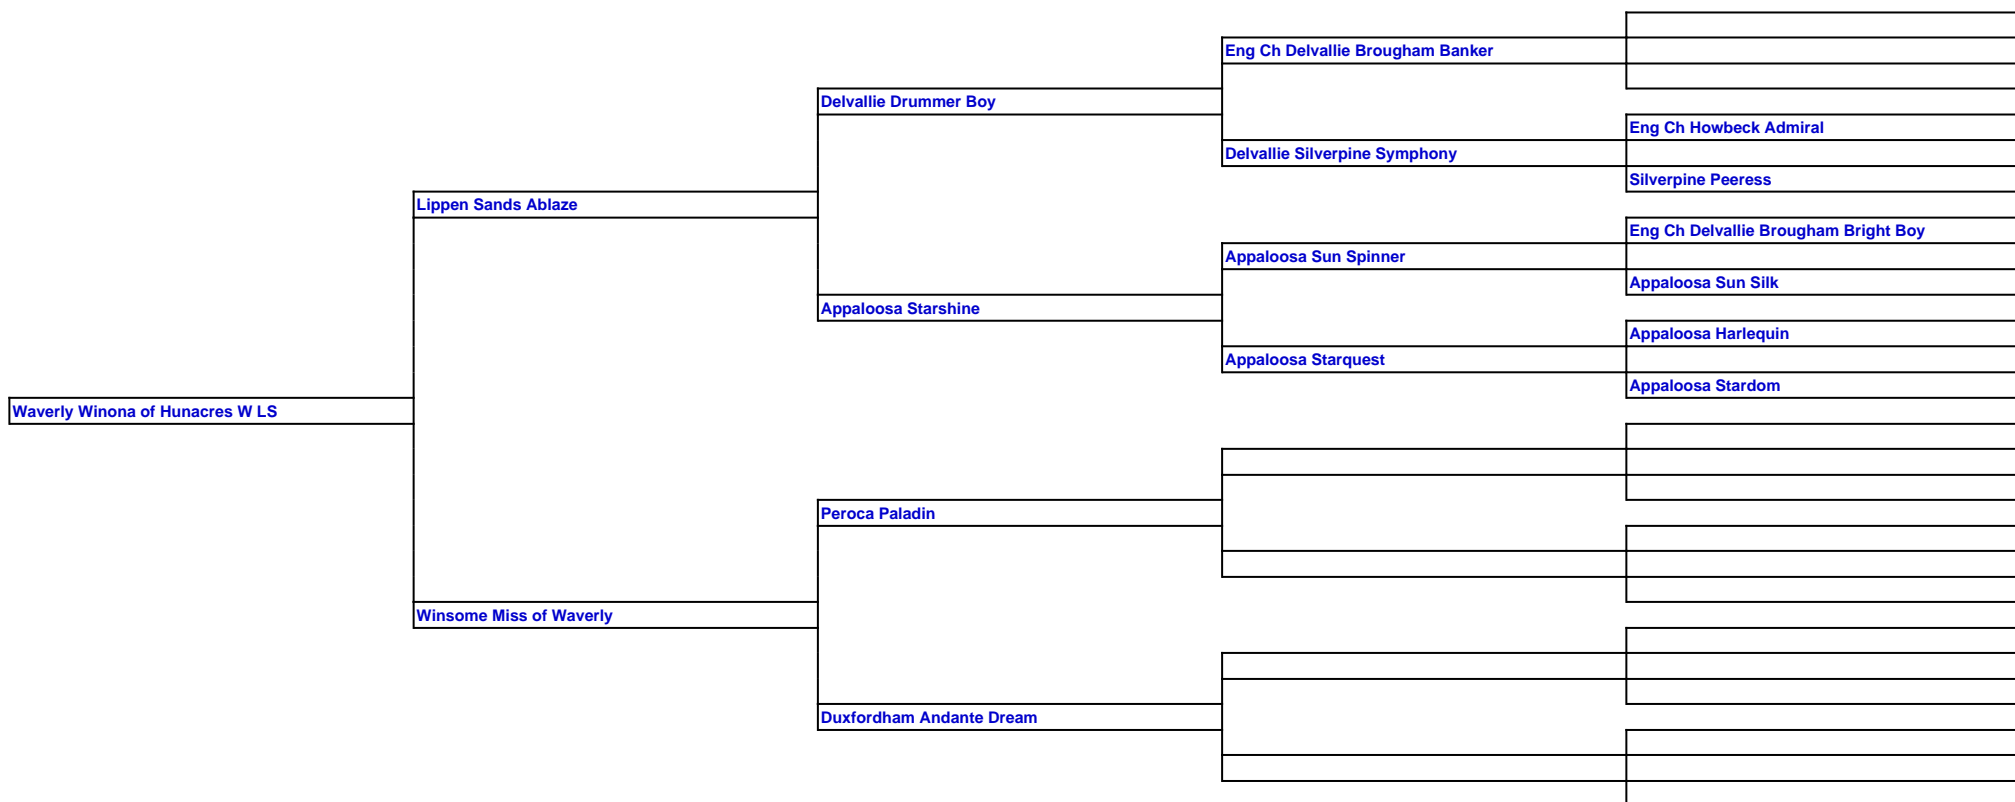 Eng Ch Delvallie Brougham Banker
Delvallie Drummer Boy
Eng Ch Howbeck Admiral
Delvallie Silverpine Symphony
Silverpine Peeress
Lippen Sands Ablaze
Eng Ch Delvallie Brougham Bright Boy
Appaloosa Sun Spinner
Appaloosa Sun Silk
Appaloosa Starshine
Appaloosa Harlequin
Appaloosa Starquest
Appaloosa Stardom
Waverly Winona of Hunacres W LS
Peroca Paladin
Winsome Miss of Waverly
Duxfordham Andante Dream